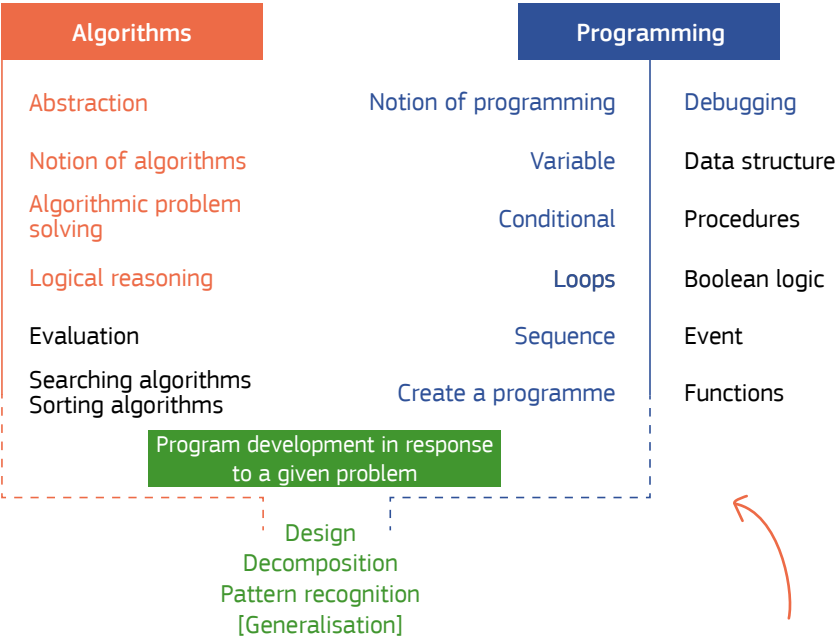 Algorithms
Abstraction
Notion of algorithms
Algorithmic problem
solving
Logical reasoning
Evaluation
Searching algorithms
Sorting algorithms
Programming
Notion of programming
Variable
Conditional
Loops
Sequence
Create a programme
Debugging
Data structure
Procedures
Boolean logic
Event
Functions
Program development in response
to a given problem
Design
Decomposition
Pattern recognition
[Generalisation]